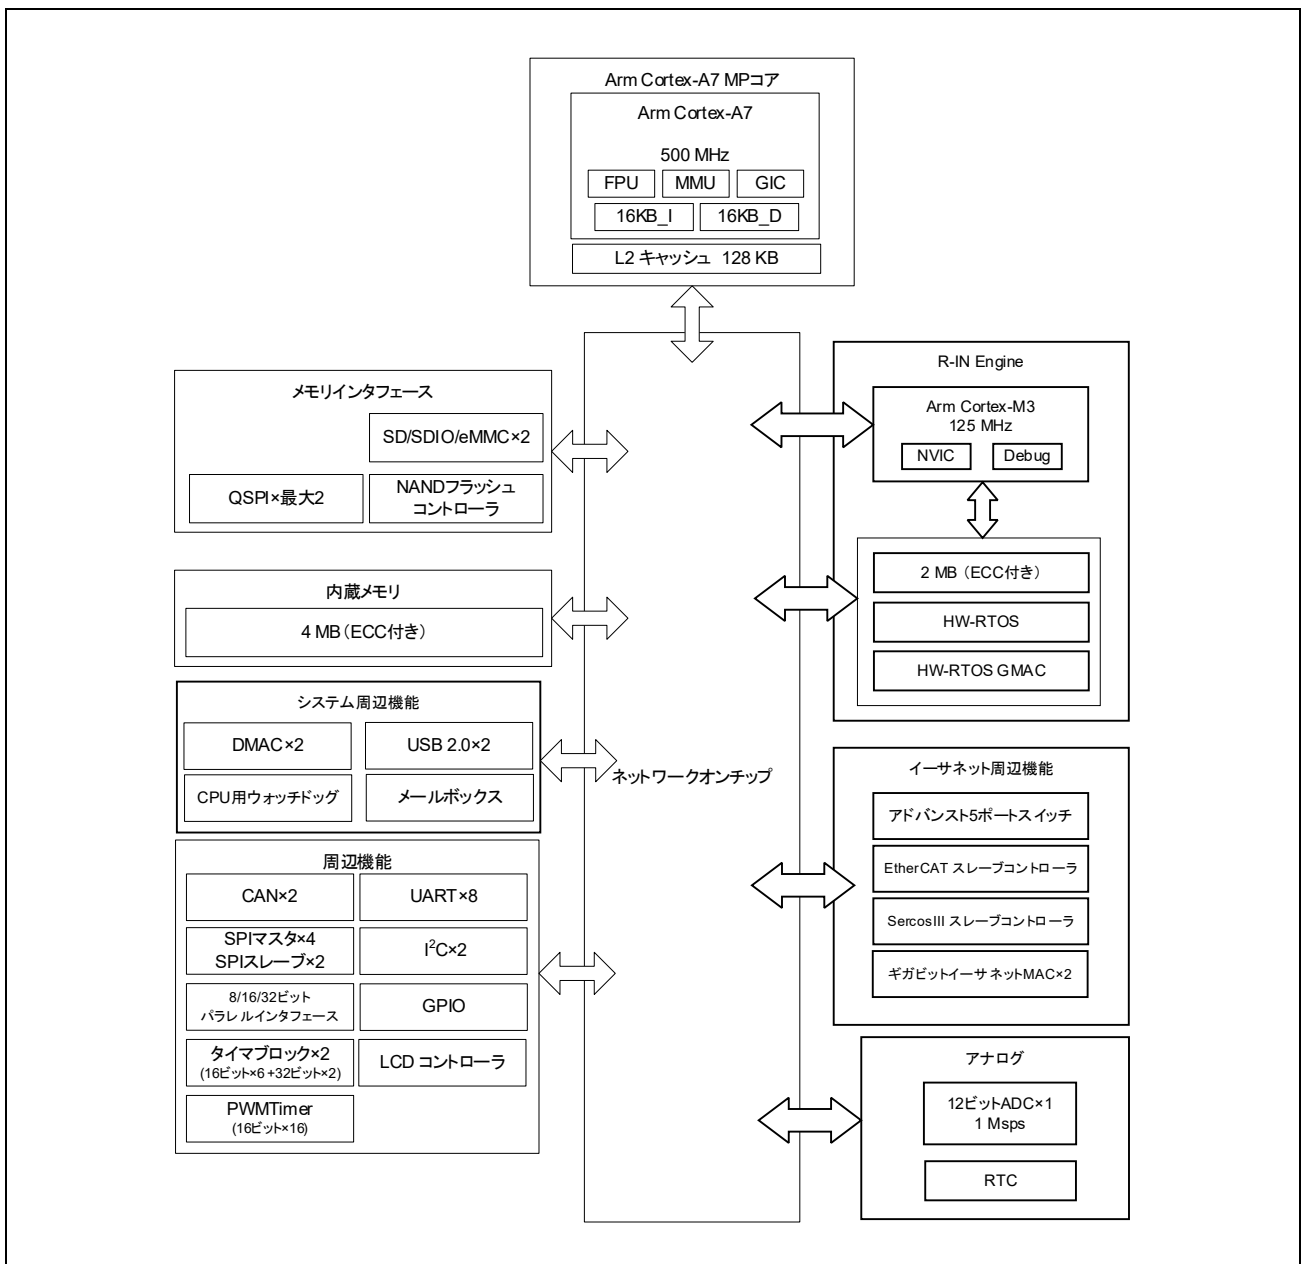 Arm Cortex-A7 MPコア
Arm Cortex-A7
500 MHz
FPU
MMU
GIC
16KB_I
16KB_D
L2 キャッシュ 128 KB
メモリインタフェース
SD/SDIO/eMMC×2
QSPI×最大2
NANDフラッシュ
コントローラ
内蔵メモリ
4 MB（ECC付き）
システム周辺機能
DMAC×2
USB 2.0×2
CPU用ウォッチドッグ
メールボックス
周辺機能
CAN×2
UART×8
SPIマスタ×4
SPIスレーブ×2
I²C×2
8/16/32ビット
パラレルインタフェース
GPIO
タイマブロック×2
(16ビット×6 +32ビット×2)
LCD コントローラ
PWMTimer
(16ビット×16)
ネットワークオンチップ
R-IN Engine
Arm Cortex-M3
125 MHz
NVIC
Debug
2 MB（ECC付き）
HW-RTOS
HW-RTOS GMAC
イーサネット周辺機能
アドバンスト5ポートスイッチ
EtherCAT スレーブコントローラ
SercosIII スレーブコントローラ
ギガビットイーサネットMAC×2
アナログ
12ビットADC×1
1 Msps
RTC